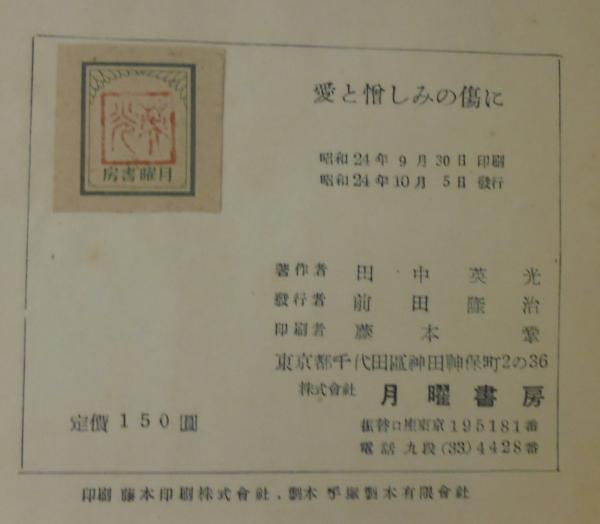 愛と憎しみの傷に
昭和24年 9月 30日 印刷
昭和24年10月 5日 發行
房書曜月
著作者 田中英光
發行者 前田隆治
印刷者 藤本
東京都千代田區神田神保町2の36
株式會社 月曜書房
振替口座東京 195181番
電話 九段 (33) 4428番
定價 150 圓
印刷 藤本印刷株式會社、製本 手塚製本有限會社